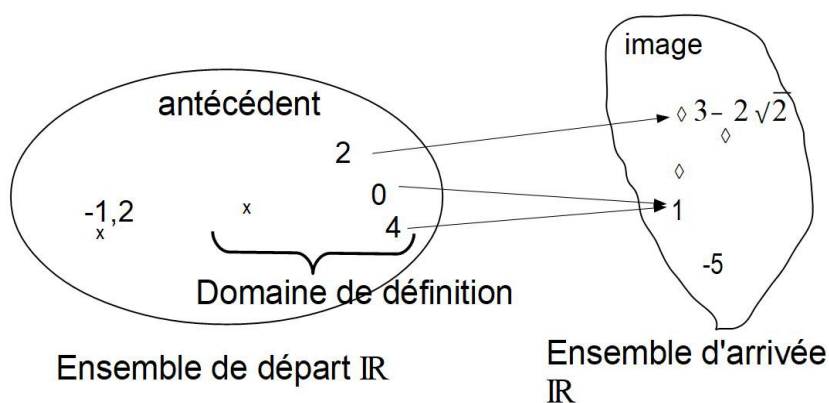 image
antécédent
3 - 2 √2
2
-1,2
x
x
0
1
4
-5
Domaine de définition
Ensemble de départ ℝ
Ensemble d'arrivée
ℝ